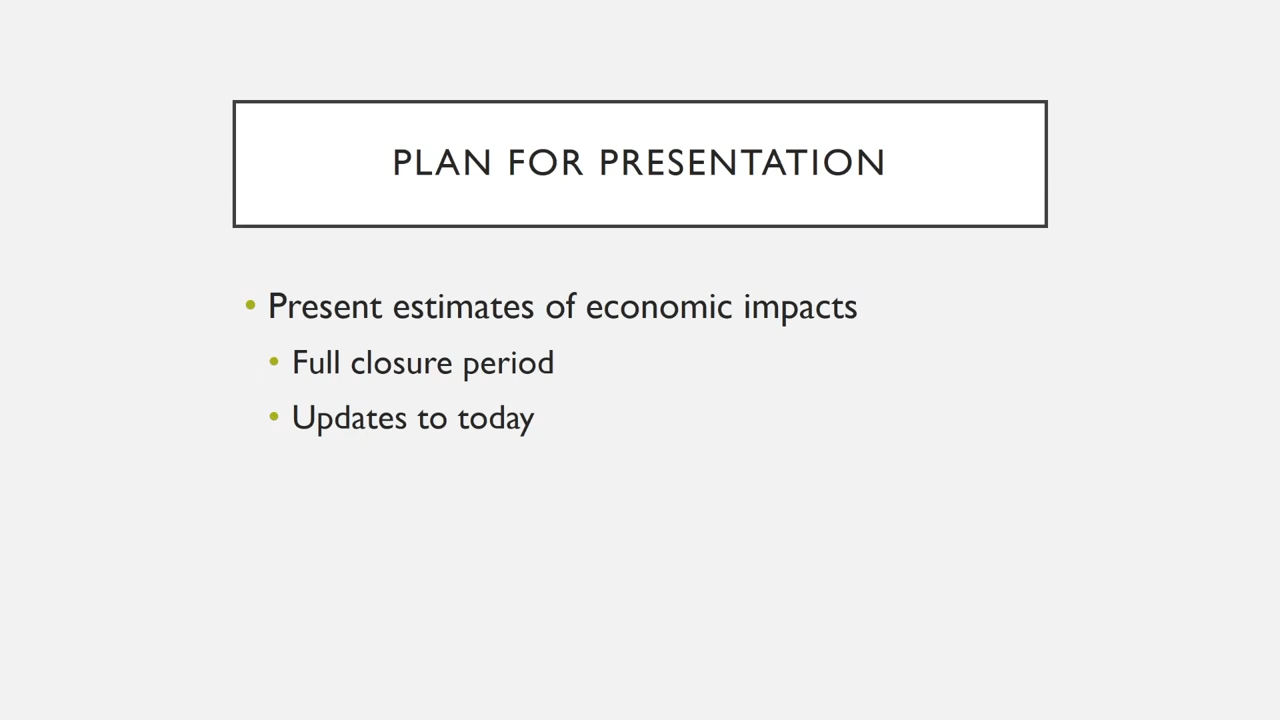 PLAN FOR PRESENTATION
• Present estimates of economic impacts
• Full closure period
• Updates to today